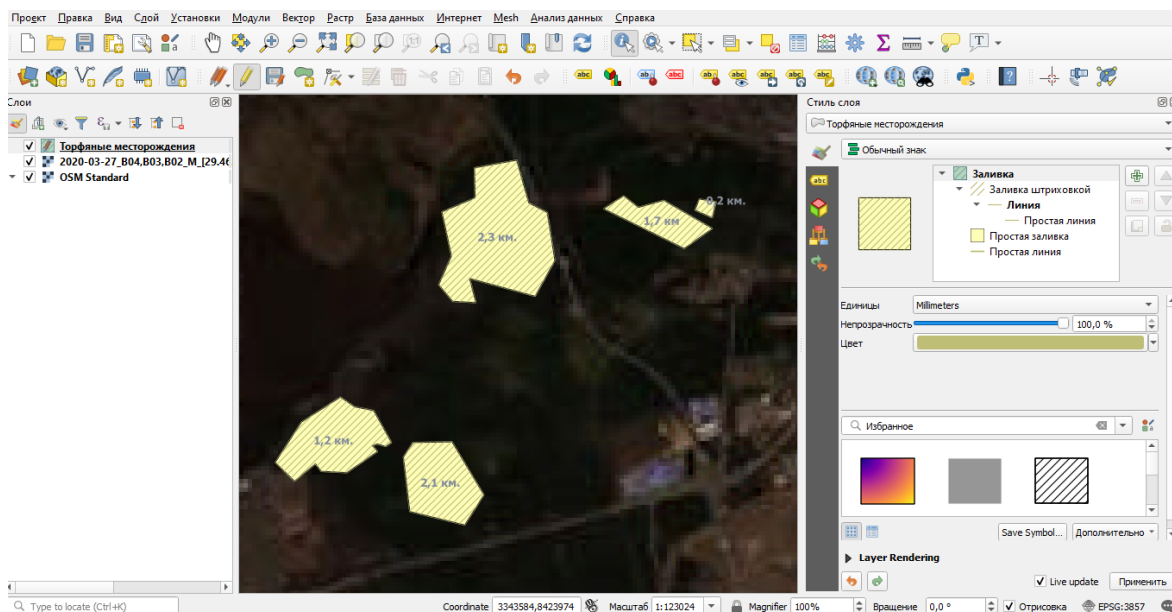 Проект Правка Вид Слой Установки Модули Вектор Растр База данных Интернет Mesh Анализ данных Справка
Слои
Торфяные месторождения
2020-03-27_B04,B03,B02_M_[29.46
OSM Standard
2,3 км.
1,7 км
0,2 км.
1,2 км.
2,1 км.
Стиль слоя
Торфяные месторождения
Обычный знак
Заливка
Заливка штриховкой
Линия
Простая линия
Простая заливка
Простая линия
Единицы Millimeters
Непрозрачность 100,0 %
Цвет
Избранное
Save Symbol... Дополнительно
Layer Rendering
Live update Применить
Type to locate (Ctrl+K) Coordinate 3343584,8423974 Масштаб 1:123024 Magnifier 100% Вращение 0,0 ° Отрисовка EPSG:3857